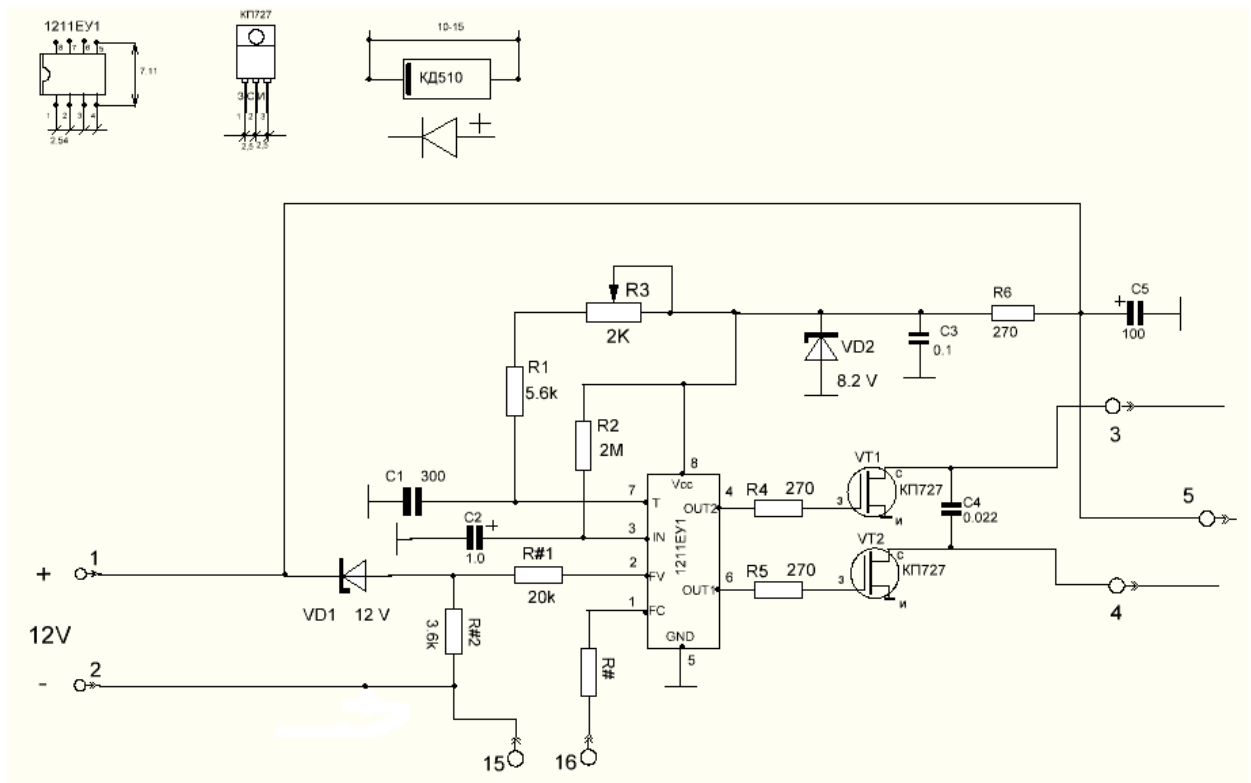 1211ЕУ1
8 7 6 5
7.11
1 2 3 4
2.54
КП727
З С И
1 2 3
2,5 2,5
10-15
КД510
+
R3
2K
R1
5.6k
R2
2M
VD2
8.2 V
C3
0.1
R6
270
+
C5
100
3
C1 300
7
T
8
Vcc
C2 +
1.0
3
IN
1211ЕУ1
OUT2
4
R4 270
VT1
З
С
И
КП727
C4
0.022
5
R#1
20k
2
FV
OUT1
6
R5 270
VT2
З
С
И
КП727
4
+
1
VD1 12 V
R#2
3.6k
1
FC
GND
5
12V
-
2
R#
15
16